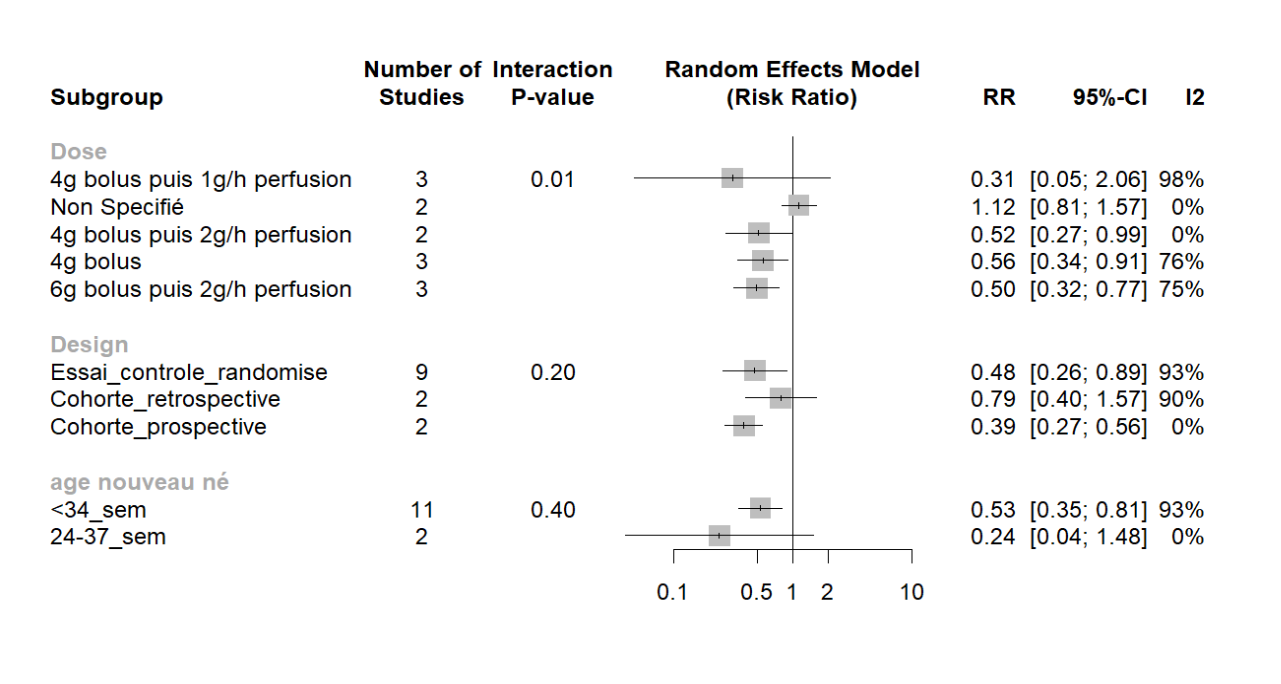 Number of Interaction Random Effects Model
Subgroup Studies P-value (Risk Ratio) RR 95%-CI I2
Dose
4g bolus puis 1g/h perfusion 3 0.01 0.31 [0.05; 2.06] 98%
Non Specifié 2 1.12 [0.81; 1.57] 0%
4g bolus puis 2g/h perfusion 2 0.52 [0.27; 0.99] 0%
4g bolus 3 0.56 [0.34; 0.91] 76%
6g bolus puis 2g/h perfusion 3 0.50 [0.32; 0.77] 75%
Design
Essai_controle_randomise 9 0.20 0.48 [0.26; 0.89] 93%
Cohorte_retrospective 2 0.79 [0.40; 1.57] 90%
Cohorte_prospective 2 0.39 [0.27; 0.56] 0%
age nouveau né
<34_sem 11 0.40 0.53 [0.35; 0.81] 93%
24-37_sem 2 0.24 [0.04; 1.48] 0%
0.1 0.5 1 2 10